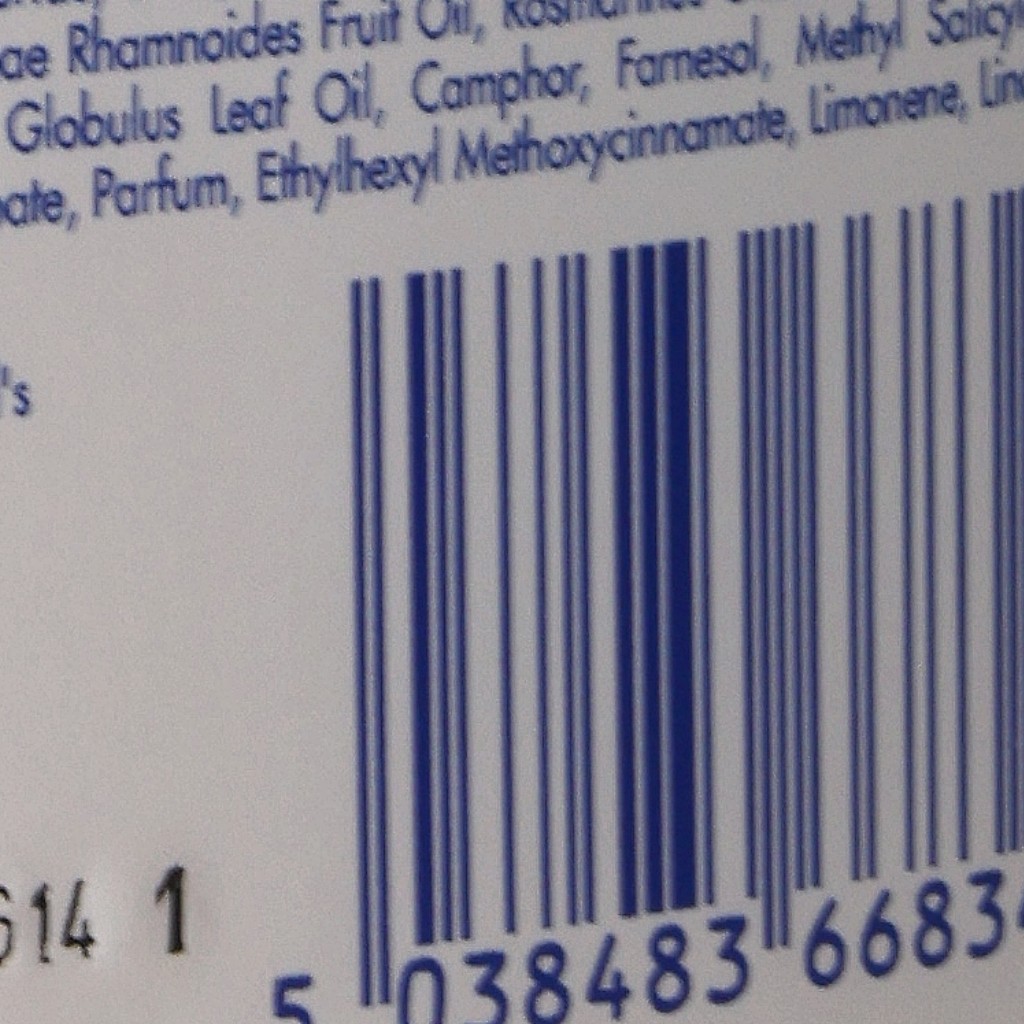 ae Rhamnoides Fruit Oil,
Globulus Leaf Oil, Camphor, Farnesol, Methyl
Parfum, Ethylhexyl Methoxycinnamate, Limonene,
's
614 1
5 038483 6683